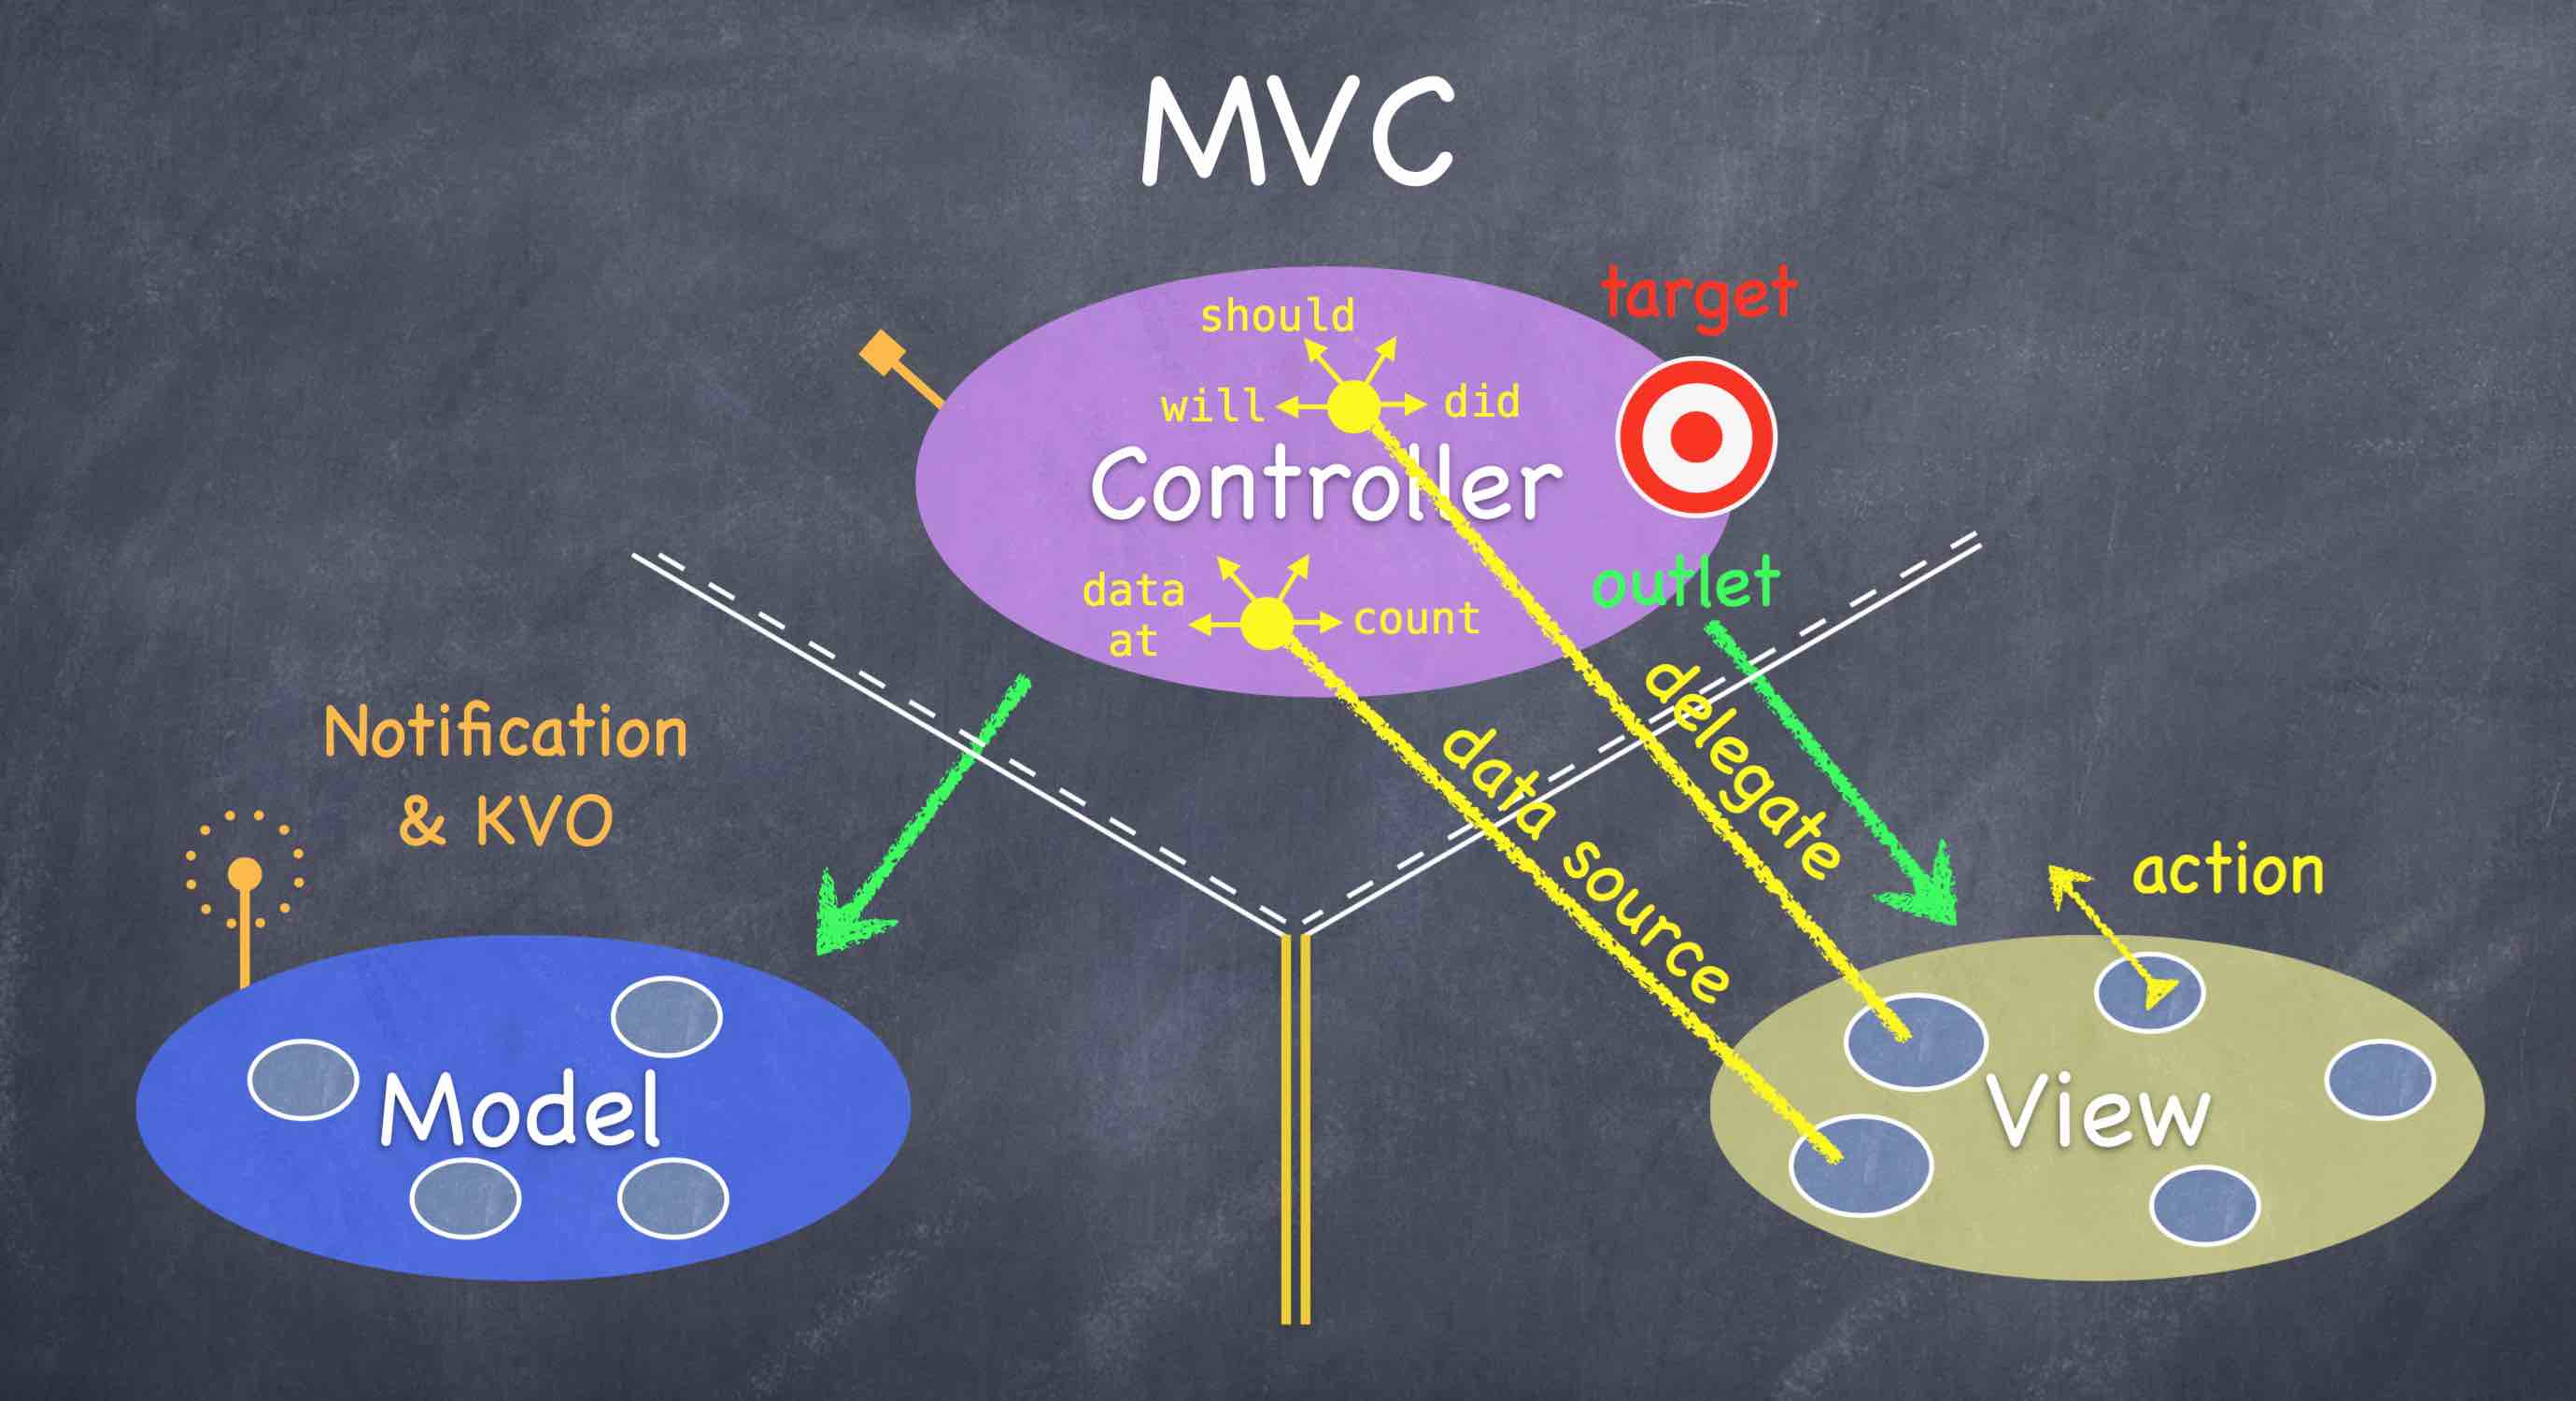 MVC
target
should
will
did
Controller
data
at
count
outlet
delegate
data source
Notification
& KVO
action
Model
View